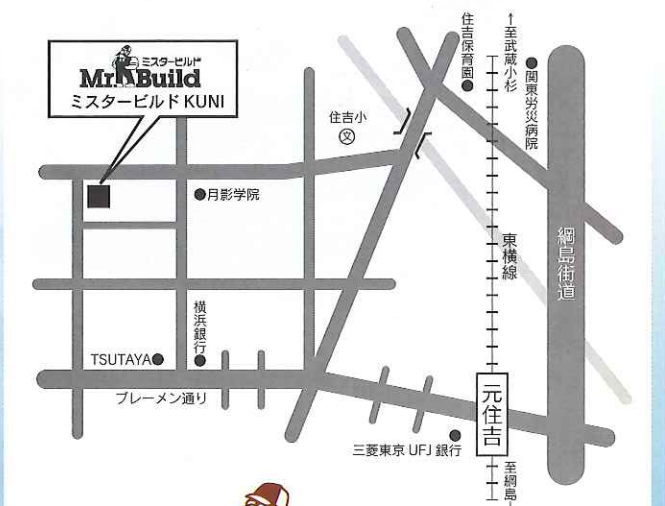 ミスタービルド
Mr. Build
ミスタービルド KUNI
住吉保育園
↑至武蔵小杉
関東労災病院
住吉小
文
月影学院
東横線
綱島街道
横浜銀行
TSUTAYA
ブレーメン通り
元住吉
三菱東京 UFJ 銀行
至綱島↓